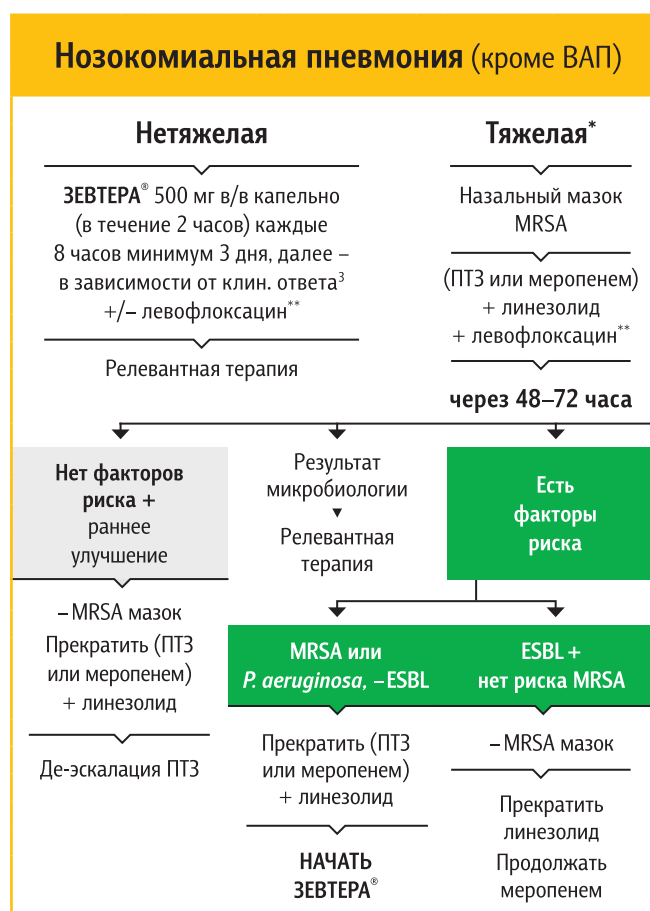 Нозокомиальная пневмония (кроме ВАП)
Нетяжелая
ЗЕВТЕРА® 500 мг в/в капельно
(в течение 2 часов) каждые
8 часов минимум 3 дня, далее –
в зависимости от клин. ответа³
+/– левофлоксацин**
Релевантная терапия
Тяжелая*
Назальный мазок
MRSA
(ПТЗ или меропенем)
+ линезолид
+ левофлоксацин**
через 48–72 часа
Нет факторов
риска +
раннее
улучшение
– MRSA мазок
Прекратить (ПТЗ
или меропенем)
+ линезолид
Де-эскалация ПТЗ
Результат
микробиологии
Релевантная
терапия
Есть
факторы
риска
MRSA или
P. aeruginosa, – ESBL
Прекратить (ПТЗ
или меропенем)
+ линезолид
НАЧАТЬ
ЗЕВТЕРА®
ESBL +
нет риска MRSA
– MRSA мазок
Прекратить
линезолид
Продолжать
меропенем